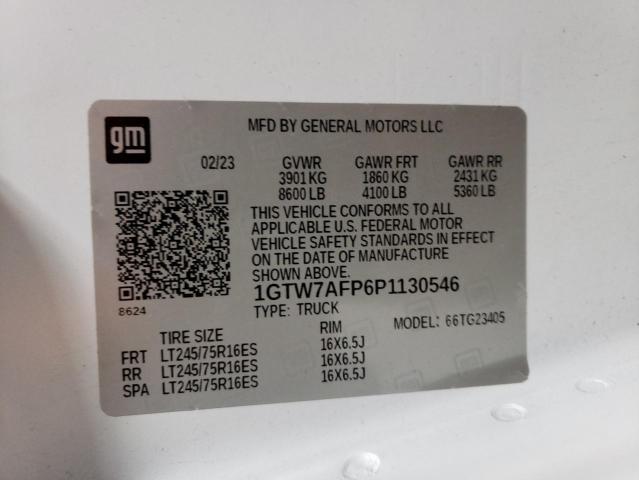 gm
MFD BY GENERAL MOTORS LLC
02/23 GVWR GAWR FRT GAWR RR
3901 KG 1860 KG 2431 KG
8600 LB 4100 LB 5360 LB
THIS VEHICLE CONFORMS TO ALL
APPLICABLE U.S. FEDERAL MOTOR
VEHICLE SAFETY STANDARDS IN EFFECT
ON THE DATE OF MANUFACTURE
SHOWN ABOVE.
1GTW7AFP6P1130546
8624
TYPE: TRUCK MODEL: 66TG23405
TIRE SIZE RIM
FRT LT245/75R16ES 16X6.5J
RR LT245/75R16ES 16X6.5J
SPA LT245/75R16ES 16X6.5J